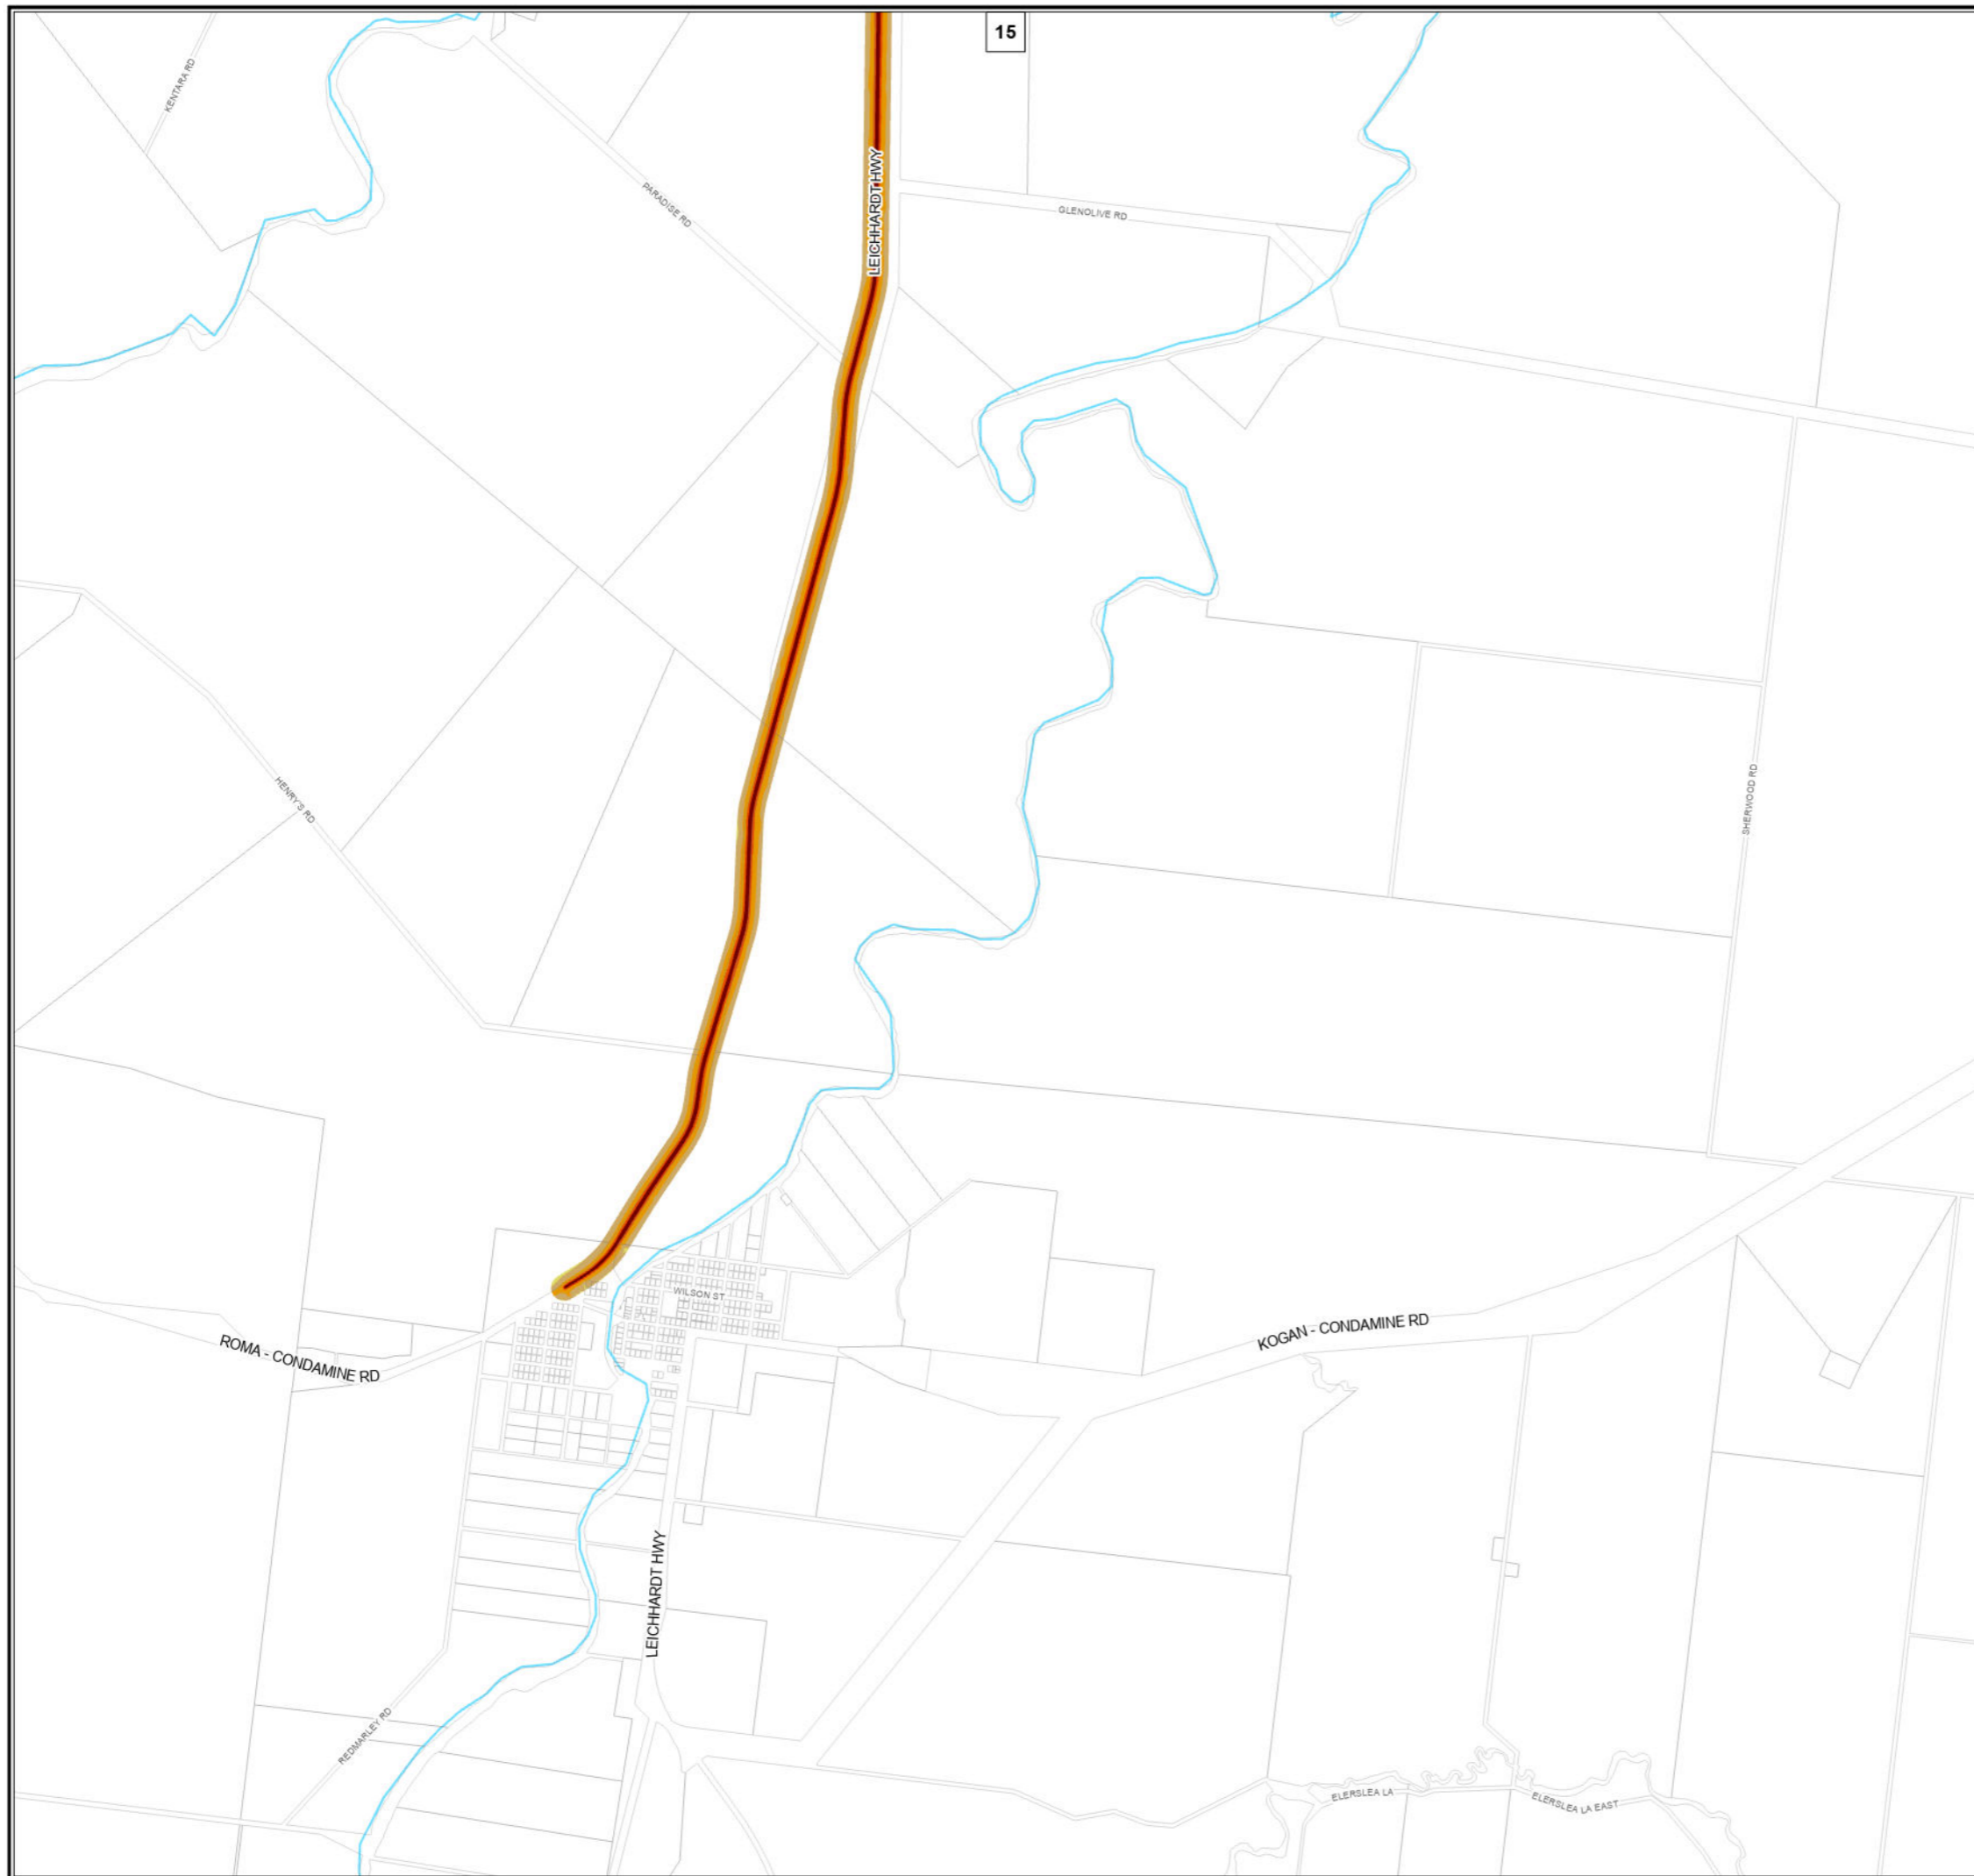 15
KENTARA RD
PARADISE RD
LEICHHARDT HWY
GLENOLIVE RD
HENRY'S RD
SHERWOOD RD
WILSON ST
ROMA - CONDAMINE RD
KOGAN - CONDAMINE RD
LEICHHARDT HWY
REDMARLEY RD
ELERSLEA LA
ELERSLEA LA EAST